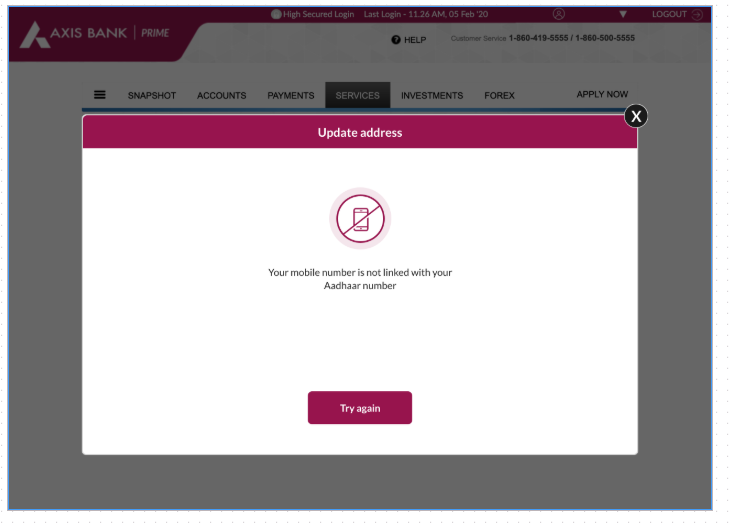 High Secured Login Last Login - 11.26 AM, 05 Feb '20 LOGOUT
AXIS BANK | PRIME
HELP Customer Service 1-860-419-5555 / 1-860-500-5555
SNAPSHOT ACCOUNTS PAYMENTS SERVICES INVESTMENTS FOREX APPLY NOW
X
Update address
Your mobile number is not linked with your
Aadhaar number
Try again